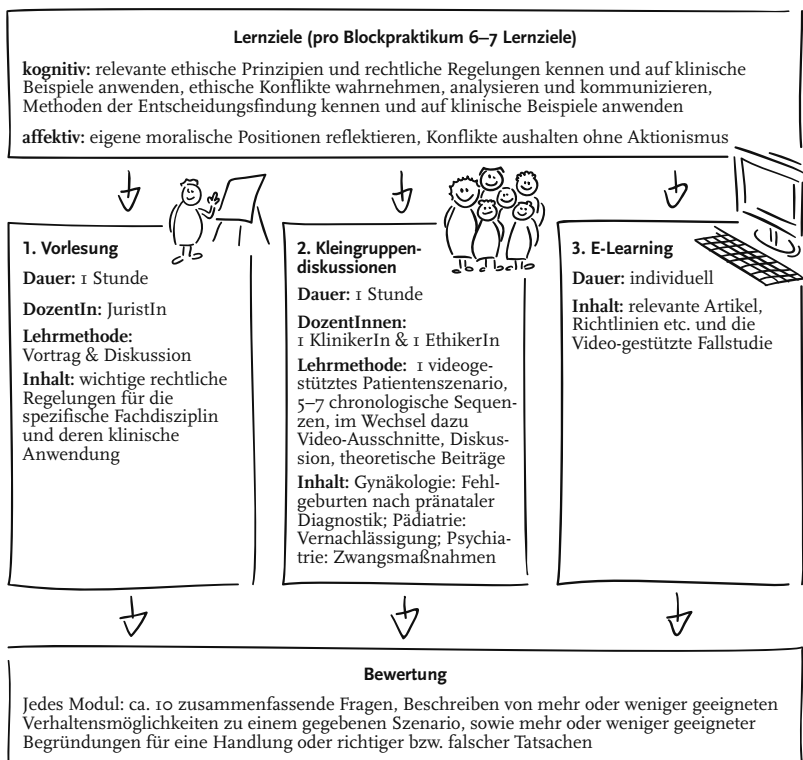 Lernziele (pro Blockpraktikum 6–7 Lernziele)
kognitiv: relevante ethische Prinzipien und rechtliche Regelungen kennen und auf klinische
Beispiele anwenden, ethische Konflikte wahrnehmen, analysieren und kommunizieren,
Methoden der Entscheidungsfindung kennen und auf klinische Beispiele anwenden
affektiv: eigene moralische Positionen reflektieren, Konflikte aushalten ohne Aktionismus
1. Vorlesung
Dauer: 1 Stunde
DozentIn: JuristIn
Lehrmethode:
Vortrag & Diskussion
Inhalt: wichtige rechtliche
Regelungen für die
spezifische Fachdisziplin
und deren klinische
Anwendung
2. Kleingruppen-
diskussionen
Dauer: 1 Stunde
DozentInnen:
1 KlinikerIn & 1 EthikerIn
Lehrmethode: 1 videoge-
stütztes Patientenszenario,
5–7 chronologische Sequen-
zen, im Wechsel dazu
Video-Ausschnitte, Diskus-
sion, theoretische Beiträge
Inhalt: Gynäkologie: Fehl-
geburten nach pränataler
Diagnostik; Pädiatrie:
Vernachlässigung; Psychia-
trie: Zwangsmaßnahmen
3. E-Learning
Dauer: individuell
Inhalt: relevante Artikel,
Richtlinien etc. und die
Video-gestützte Fallstudie
Bewertung
Jedes Modul: ca. 10 zusammenfassende Fragen, Beschreiben von mehr oder weniger geeigneten
Verhaltensmöglichkeiten zu einem gegebenen Szenario, sowie mehr oder weniger geeigneter
Begründungen für eine Handlung oder richtiger bzw. falscher Tatsachen